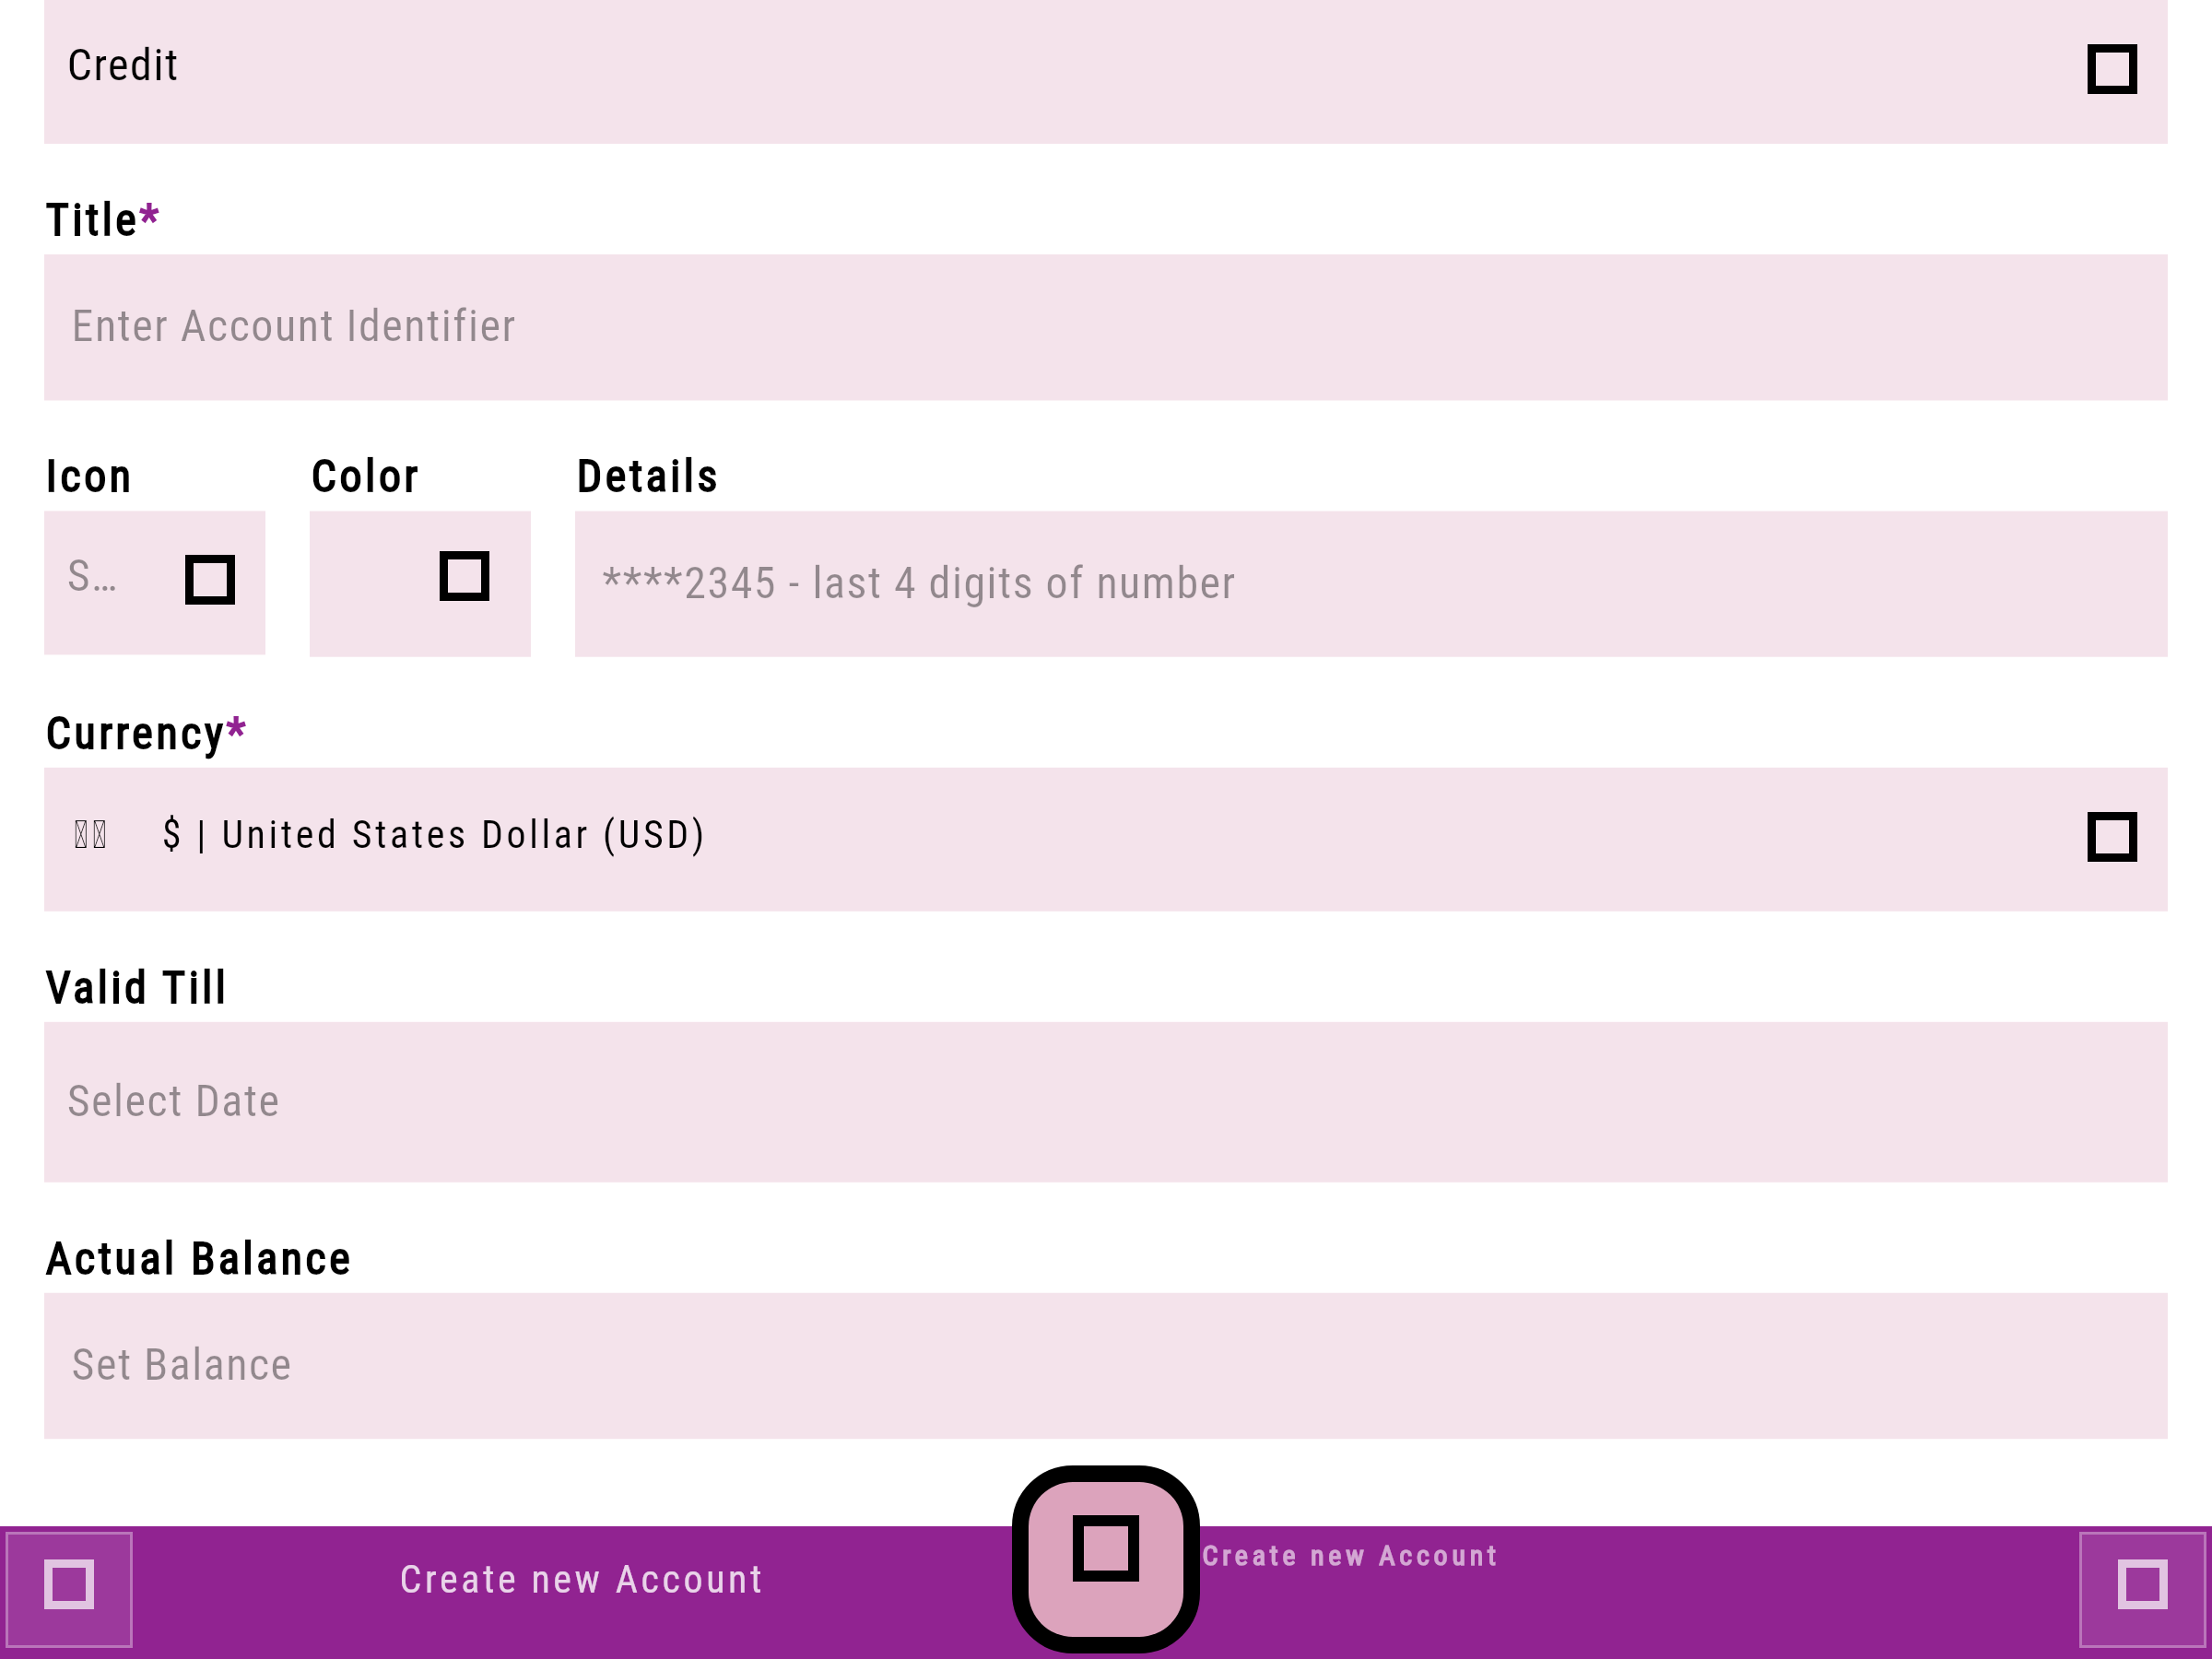 Credit
Title*
Enter Account Identifier
Icon Color Details
S… ****2345 - last 4 digits of number
Currency*
$ | United States Dollar (USD)
Valid Till
Select Date
Actual Balance
Set Balance
Create new Account Create new Account